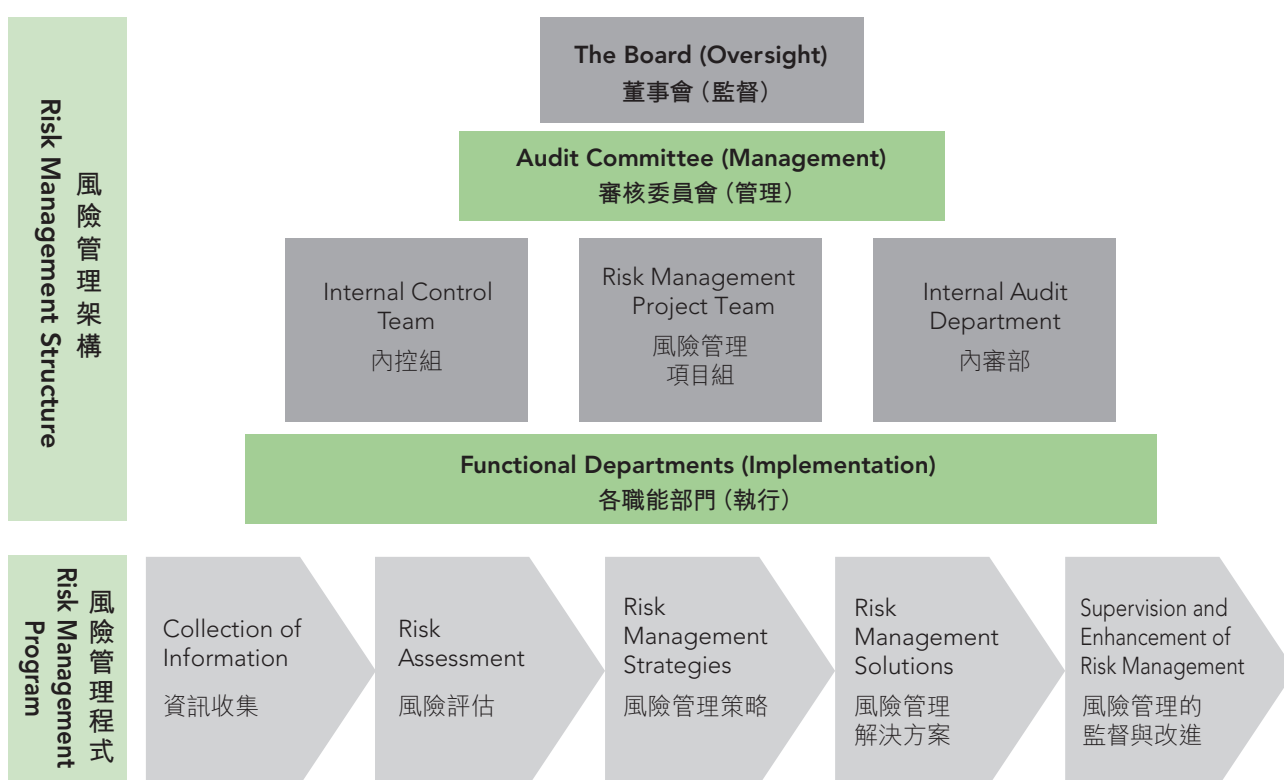 風險管理架構
Risk Management Structure
The Board (Oversight)
董事會（監督）
Audit Committee (Management)
審核委員會（管理）
Internal Control
Team
內控組
Risk Management
Project Team
風險管理
項目組
Internal Audit
Department
內審部
Functional Departments (Implementation)
各職能部門（執行）
風險管理程式
Risk Management
Program
Collection of
Information
資訊收集
Risk
Assessment
風險評估
Risk
Management
Strategies
風險管理策略
Risk
Management
Solutions
風險管理
解決方案
Supervision and
Enhancement of
Risk Management
風險管理的
監督與改進